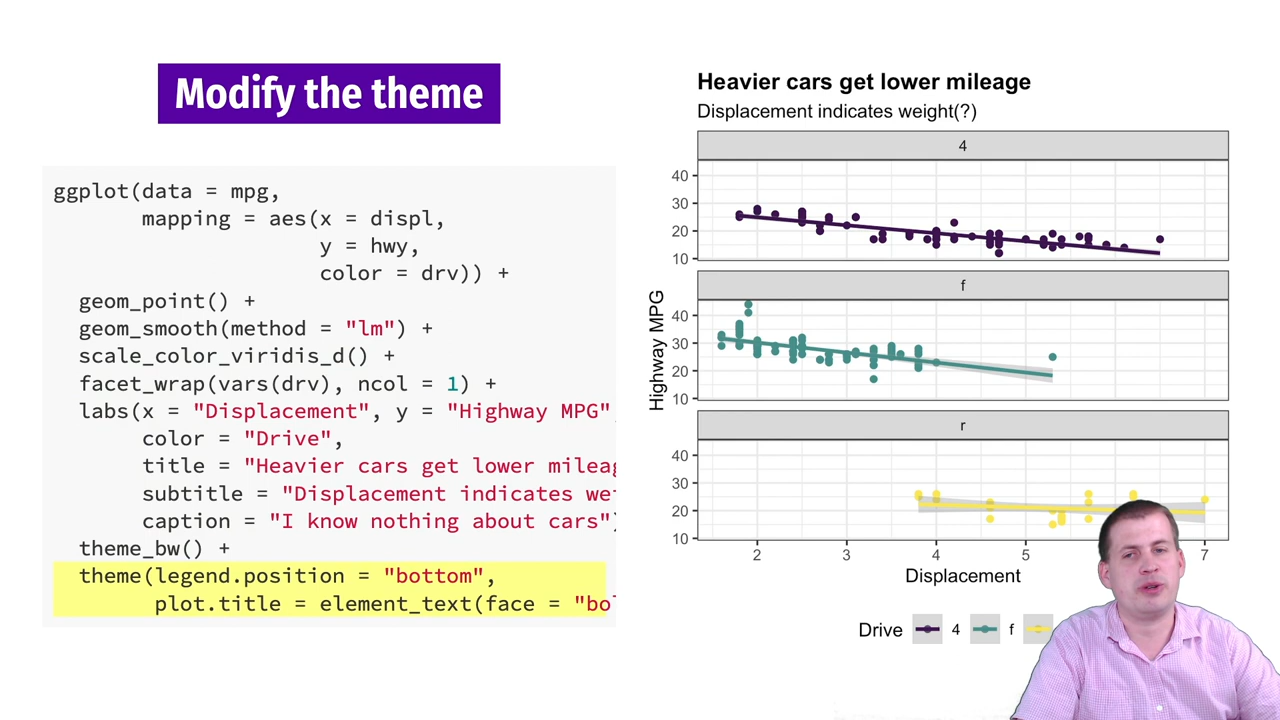 Modify the theme
ggplot(data = mpg,
mapping = aes(x = displ,
y = hwy,
color = drv)) +
geom_point() +
geom_smooth(method = "lm") +
scale_color_viridis_d() +
facet_wrap(vars(drv), ncol = 1) +
labs(x = "Displacement", y = "Highway MPG"
color = "Drive",
title = "Heavier cars get lower mileag
subtitle = "Displacement indicates wei
caption = "I know nothing about cars")
theme_bw() +
theme(legend.position = "bottom",
plot.title = element_text(face = "bol
Heavier cars get lower mileage
Displacement indicates weight(?)
4
40
30
20
10
f
40
30
20
10
r
40
30
20
10
Highway MPG
2 3 4 5 7
Displacement
Drive 4 f